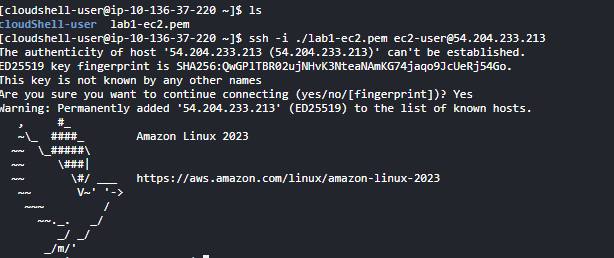 [cloudshell-user@ip-10-136-37-220 ~]$ ls
cloudShell-user  lab1-ec2.pem
[cloudshell-user@ip-10-136-37-220 ~]$ ssh -i ./lab1-ec2.pem ec2-user@54.204.233.213
The authenticity of host '54.204.233.213 (54.204.233.213)' can't be established.
ED25519 key fingerprint is SHA256:QwGPlTBR02ujNHvK3NteaNAmKG74jaqo9JcUeRj54Go.
This key is not known by any other names
Are you sure you want to continue connecting (yes/no/[fingerprint])? Yes
Warning: Permanently added '54.204.233.213' (ED25519) to the list of known hosts.
   ,     #_
   ~\_  ####_        Amazon Linux 2023
  ~~  \_#####\
  ~~     \###|
  ~~       \#/ ___   https://aws.amazon.com/linux/amazon-linux-2023
   ~~       V~' '->
    ~~~         /
      ~~._.   _/
         _/ _/
       _/m/'